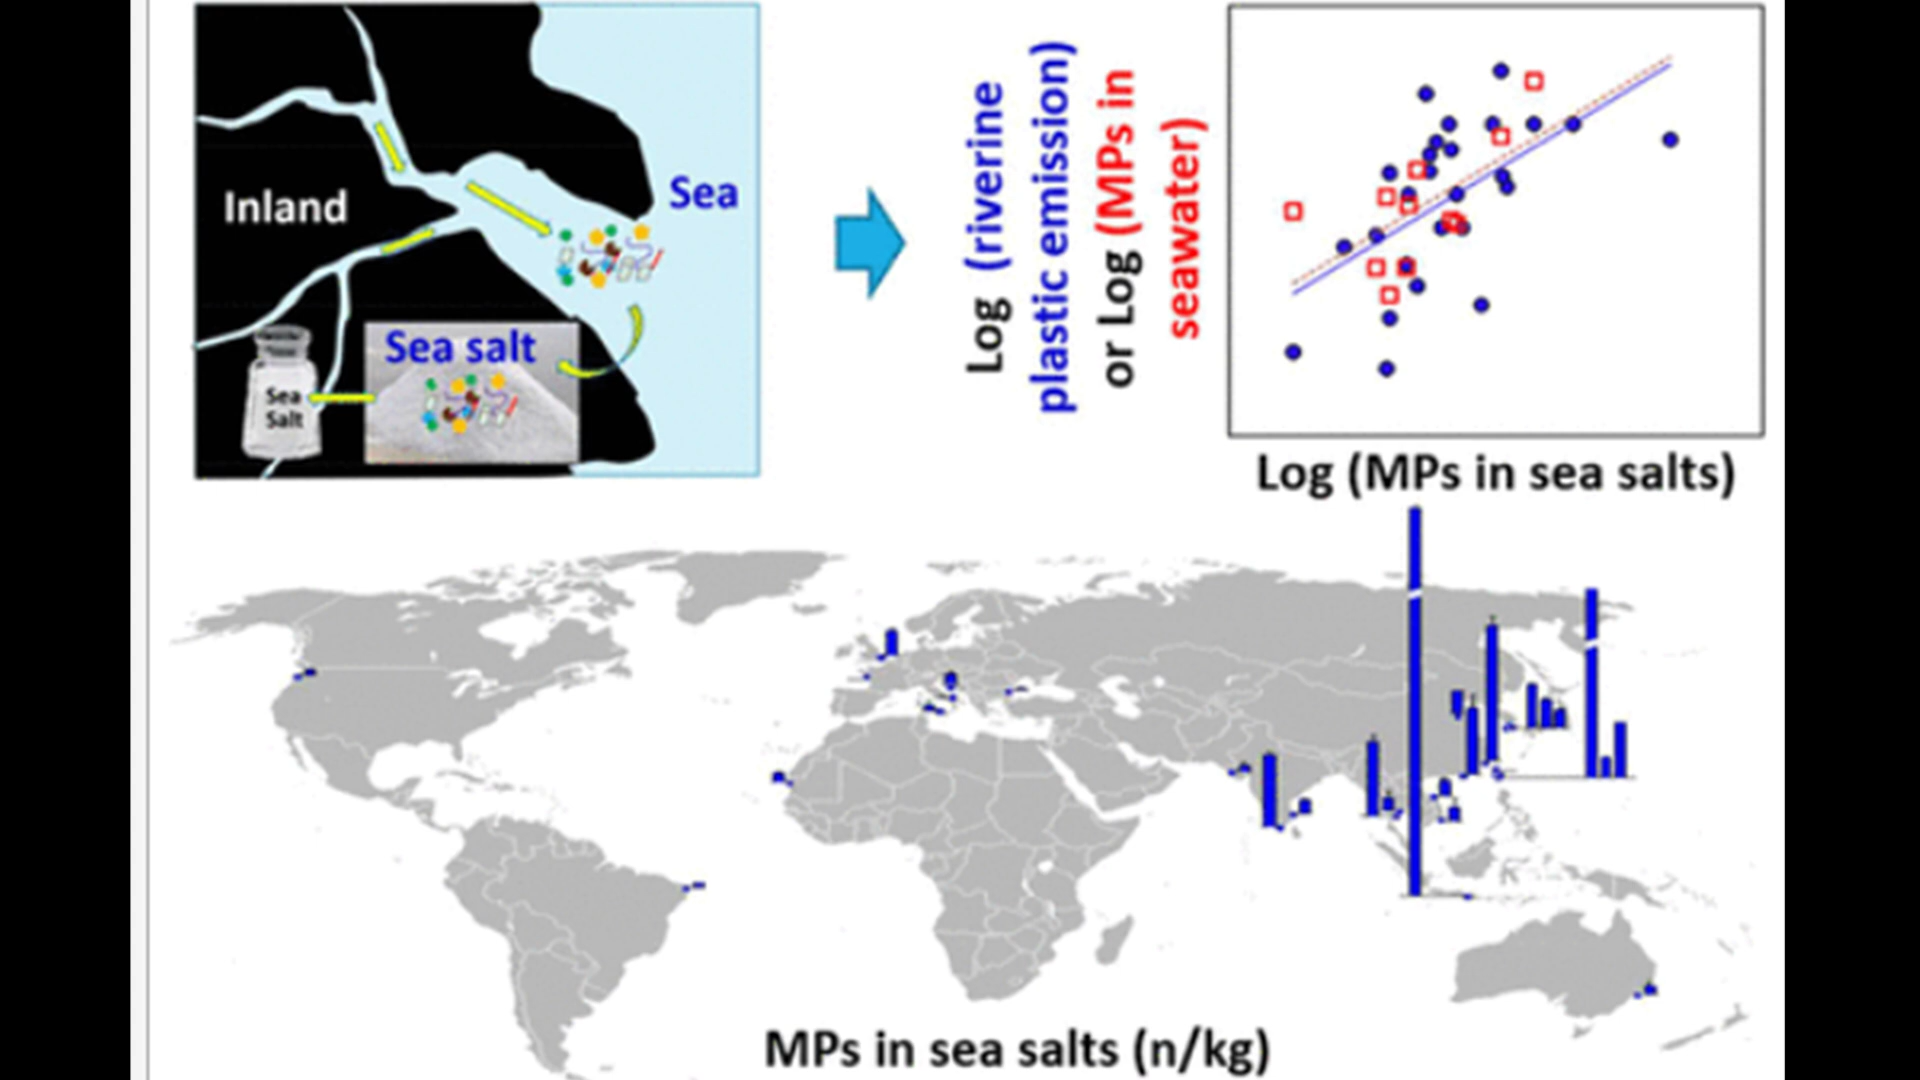 Inland
Sea
Sea salt
Sea
Salt
Log (riverine
plastic emission)
or Log (MPs in
seawater)
Log (MPs in sea salts)
MPs in sea salts (n/kg)